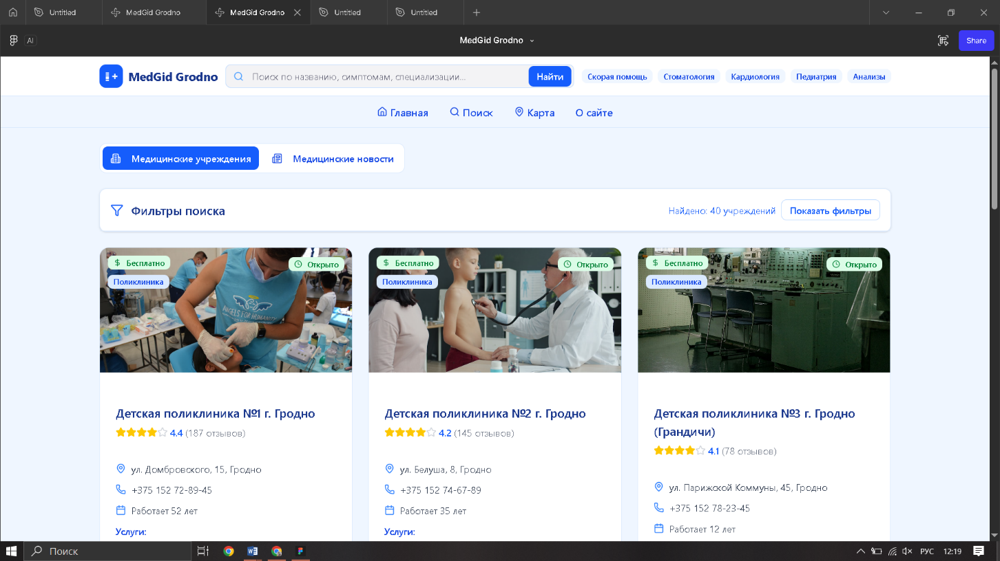 Untitled
MedGid Grodno
MedGid Grodno
Untitled
Untitled
AI
MedGid Grodno
Share
MedGid Grodno
Поиск по названию, симптомам, специализации...
Найти
Скорая помощь
Стоматология
Кардиология
Педиатрия
Анализы
Главная
Поиск
Карта
О сайте
Медицинские учреждения
Медицинские новости
Фильтры поиска
Найдено: 40 учреждений
Показать фильтры
$ Бесплатно
Открыто
Поликлиника
ANGELS FOR HUMANITY
Детская поликлиника №1 г. Гродно
4.4 (187 отзывов)
ул. Домбровского, 15, Гродно
+375 152 72-89-45
Работает 52 лет
Услуги:
$ Бесплатно
Открыто
Поликлиника
Детская поликлиника №2 г. Гродно
4.2 (145 отзывов)
ул. Белуша, 8, Гродно
+375 152 74-67-89
Работает 35 лет
Услуги:
$ Бесплатно
Открыто
Поликлиника
Детская поликлиника №3 г. Гродно
(Грандичи)
4.1 (78 отзывов)
ул. Парижской Коммуны, 45, Гродно
+375 152 78-23-45
Работает 12 лет
Поиск
РУС
12:19